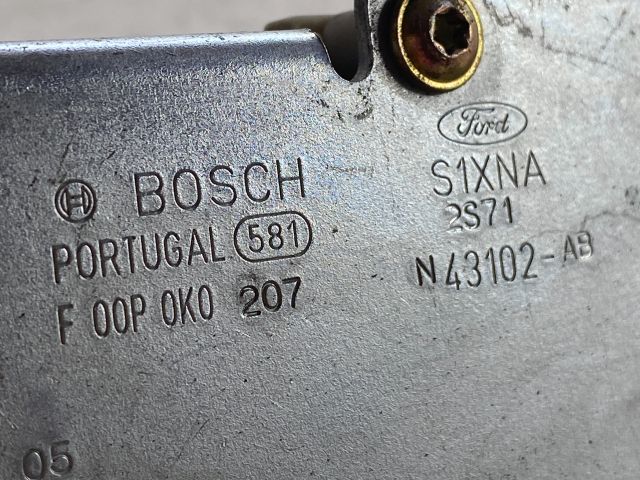 BOSCH
PORTUGAL 581
F 00P 0K0 207
05
Ford
S1XNA
2S71
N43102-AB